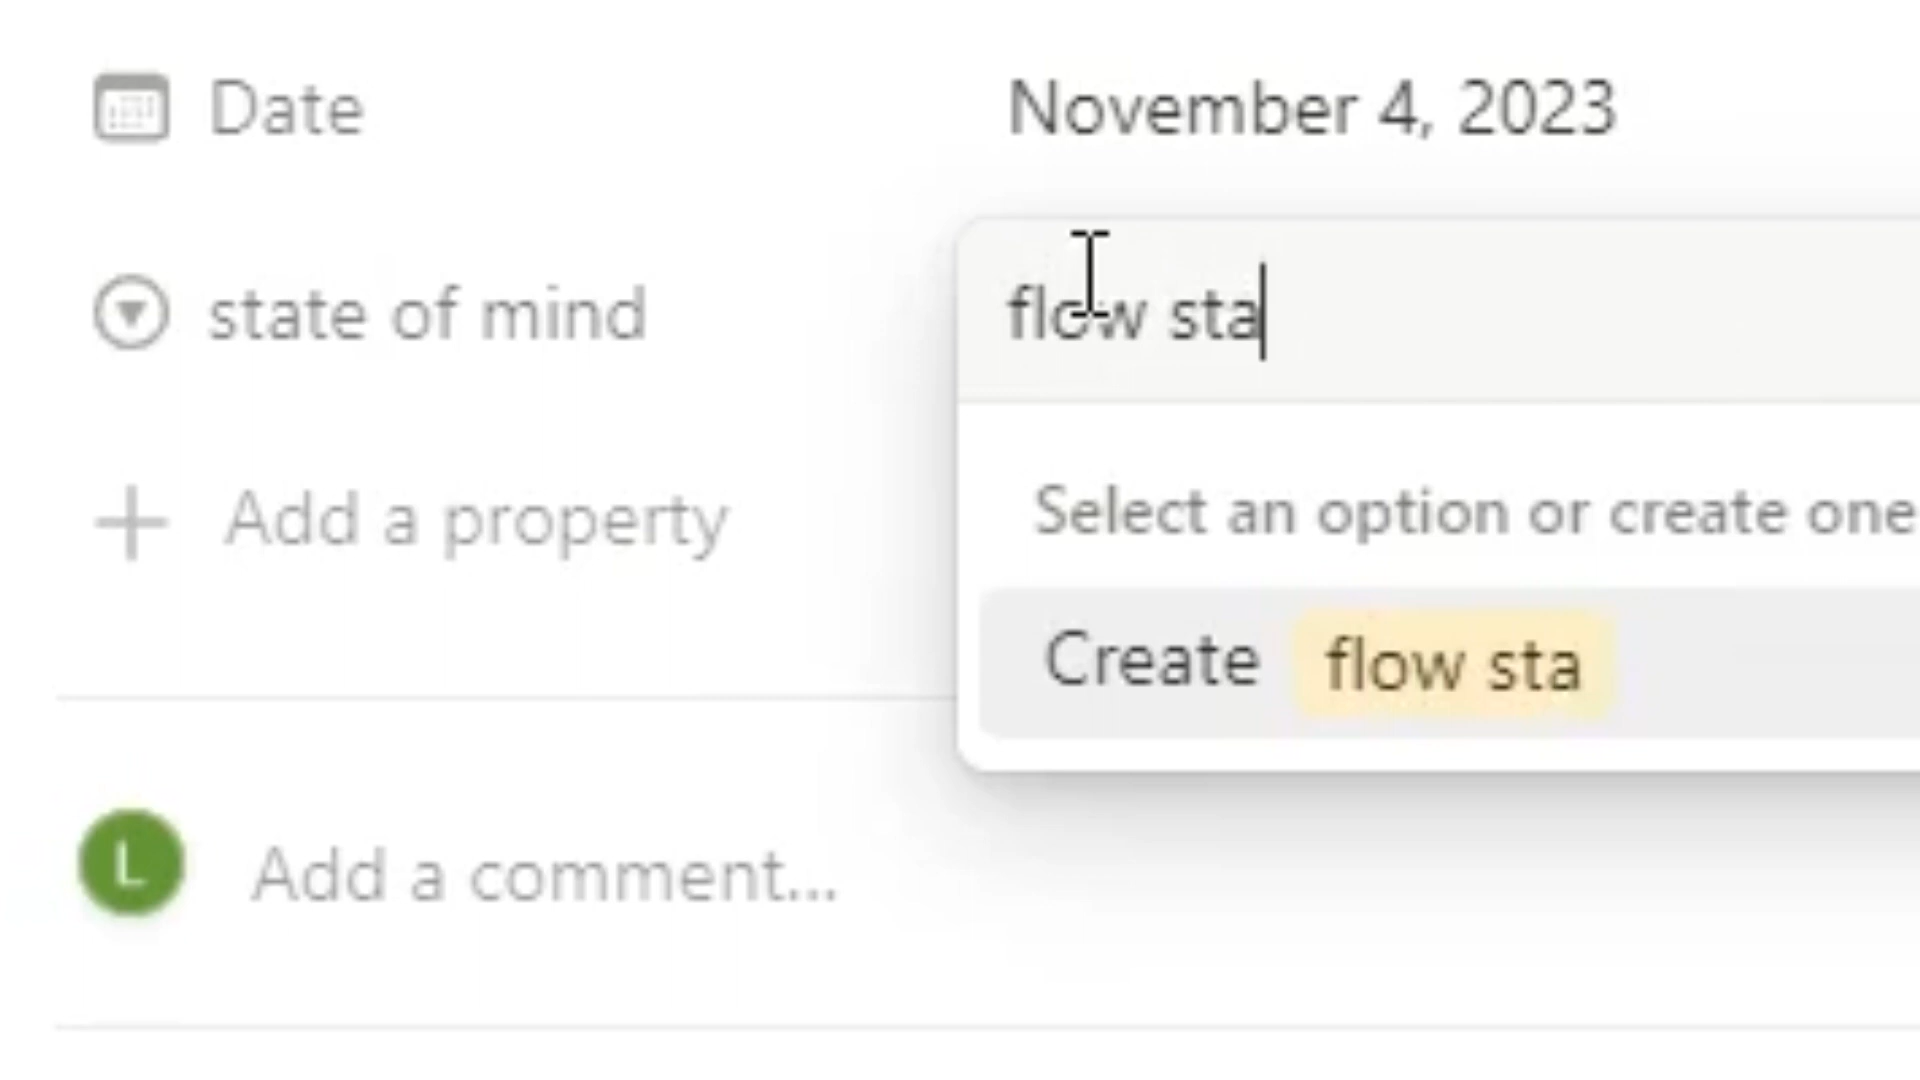 Date November 4, 2023
state of mind flow sta
Add a property
Select an option or create one
Create flow sta
L Add a comment...